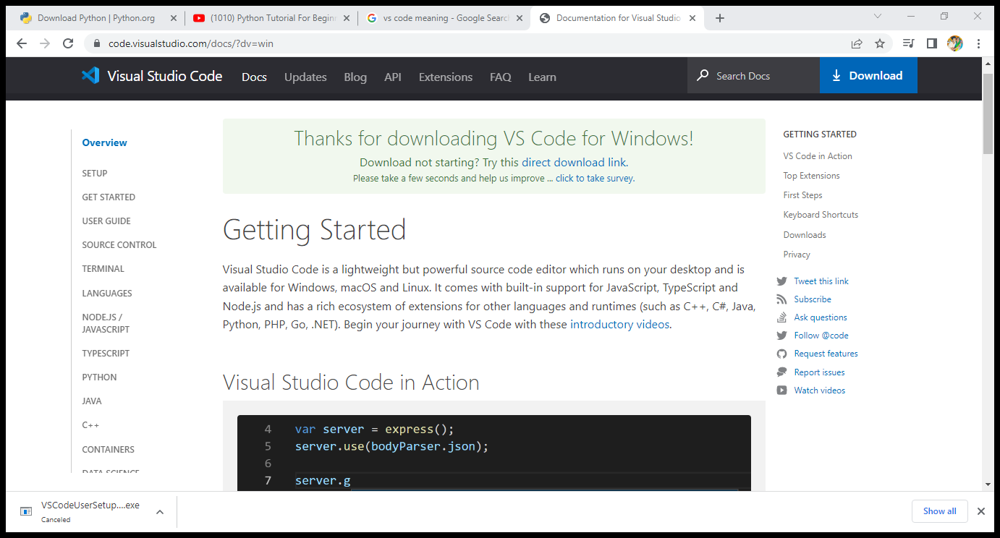 Download Python | Python.org
(1010) Python Tutorial For Beginn
vs code meaning - Google Search
Documentation for Visual Studio
code.visualstudio.com/docs/?dv=win
Visual Studio Code
Docs
Updates
Blog
API
Extensions
FAQ
Learn
Search Docs
Download
Overview
SETUP
GET STARTED
USER GUIDE
SOURCE CONTROL
TERMINAL
LANGUAGES
NODE.JS /
JAVASCRIPT
TYPESCRIPT
PYTHON
JAVA
C++
CONTAINERS
DATA SCIENCE
Thanks for downloading VS Code for Windows!
Download not starting? Try this direct download link.
Please take a few seconds and help us improve ... click to take survey.
Getting Started
Visual Studio Code is a lightweight but powerful source code editor which runs on your desktop and is
available for Windows, macOS and Linux. It comes with built-in support for JavaScript, TypeScript and
Node.js and has a rich ecosystem of extensions for other languages and runtimes (such as C++, C#, Java,
Python, PHP, Go, .NET). Begin your journey with VS Code with these introductory videos.
Visual Studio Code in Action
4 var server = express();
5 server.use(bodyParser.json);
6
7 server.g
GETTING STARTED
VS Code in Action
Top Extensions
First Steps
Keyboard Shortcuts
Downloads
Privacy
Tweet this link
Subscribe
Ask questions
Follow @code
Request features
Report issues
Watch videos
VSCodeUserSetup....exe
Canceled
Show all